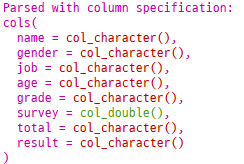 Parsed with column specification:
cols(
  name = col_character(),
  gender = col_character(),
  job = col_character(),
  age = col_character(),
  grade = col_character(),
  survey = col_double(),
  total = col_character(),
  result = col_character()
)